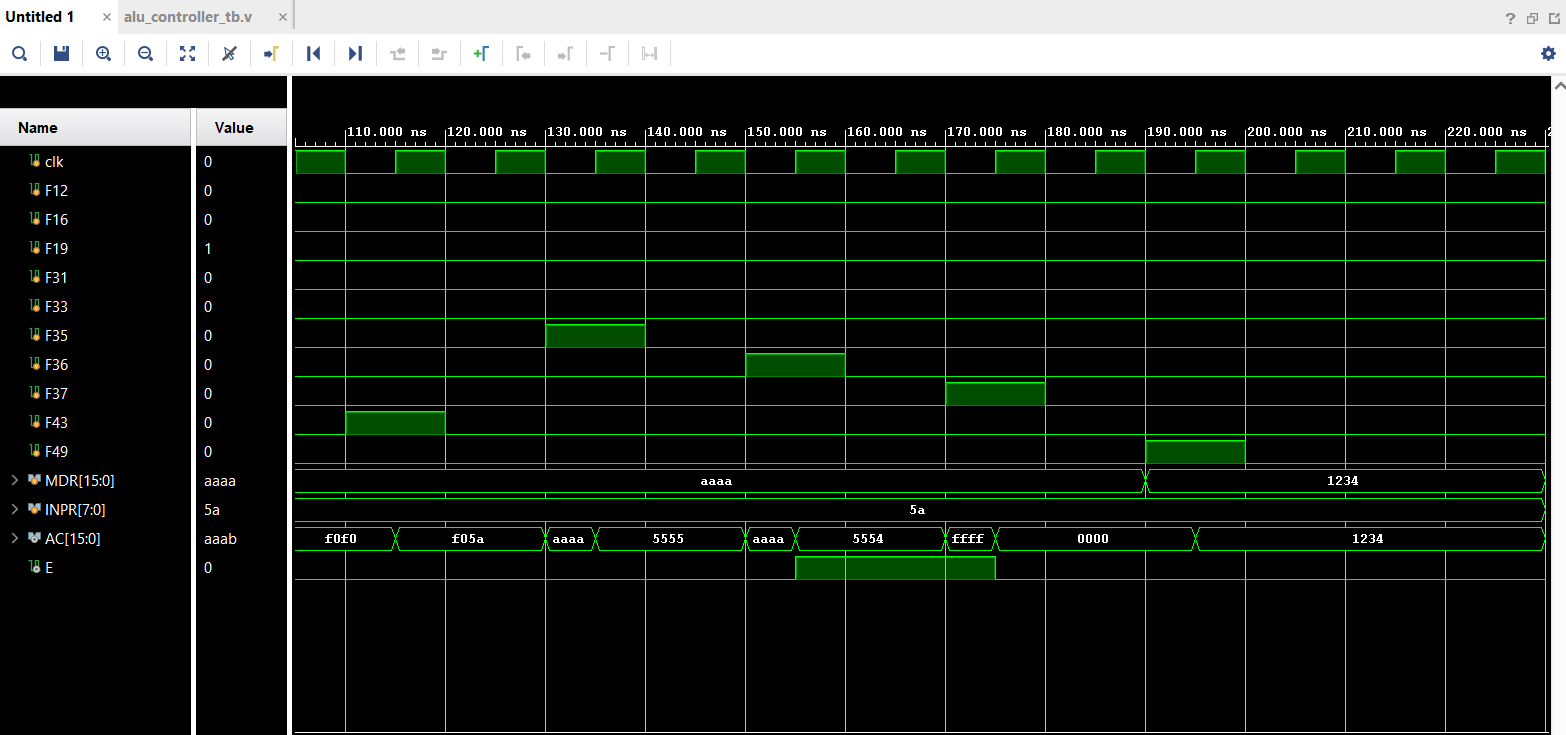 Untitled 1 × alu_controller_tb.v ×
?
110.000 ns 120.000 ns 130.000 ns 140.000 ns 150.000 ns 160.000 ns 170.000 ns 180.000 ns 190.000 ns 200.000 ns 210.000 ns 220.000 ns
Name Value
clk 0
F12 0
F16 0
F19 1
F31 0
F33 0
F35 0
F36 0
F37 0
F43 0
F49 0
MDR[15:0] aaaa aaaa 1234
INPR[7:0] 5a 5a
AC[15:0] aaab f0f0 f05a aaaa 5555 aaaa 5554 ffff 0000 1234
E 0